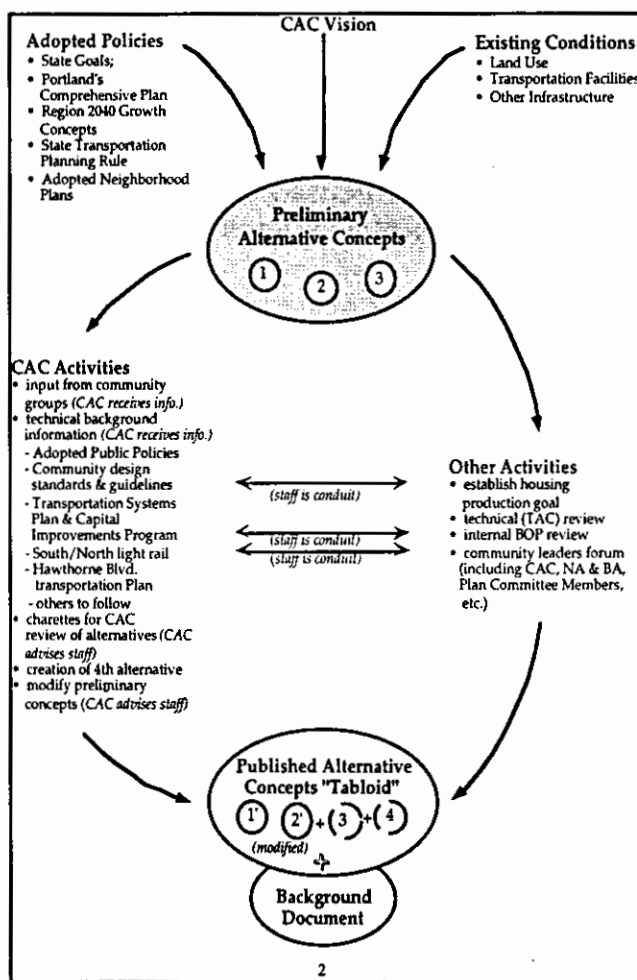 CAC Vision
Adopted Policies
• State Goals;
• Portland's
Comprehensive Plan
• Region 2040 Growth
Concepts
• State Transportation
Planning Rule
• Adopted Neighborhood
Plans
Existing Conditions
• Land Use
• Transportation Facilities
• Other Infrastructure
Preliminary
Alternative Concepts
1 2 3
CAC Activities
• input from community
groups (CAC receives info.)
• technical background
information (CAC receives info.)
- Adopted Public Policies
- Community design
standards & guidelines
- Transportation Systems
Plan & Capital
Improvements Program
- South/North light rail
- Hawthorne Blvd.
transportation Plan
- others to follow
• charettes for CAC
review of alternatives (CAC
advises staff)
• creation of 4th alternative
• modify preliminary
concepts (CAC advises staff)
(staff is conduit)
(staff is conduit)
(staff is conduit)
Other Activities
• establish housing
production goal
• technical (TAC) review
• internal BOP review
• community leaders forum
(including CAC, NA & BA,
Plan Committee Members,
etc.)
Published Alternative
Concepts "Tabloid"
1' 2' + (3) + (4)
(modified)
+
Background
Document
2